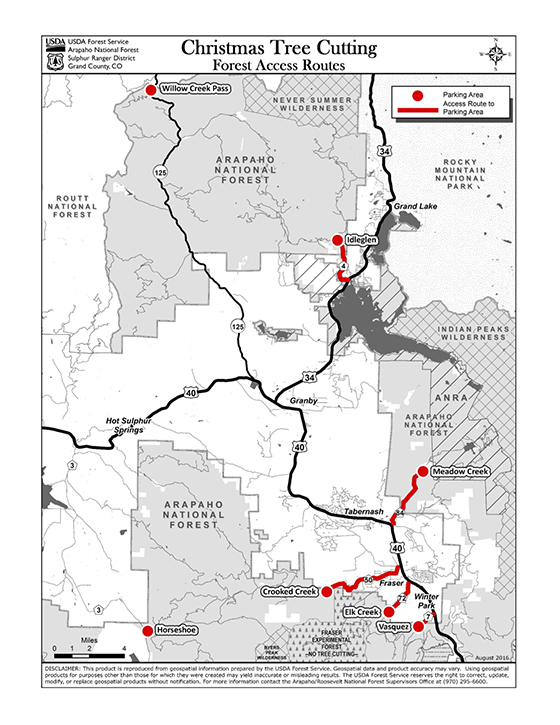 USDA Forest Service
Arapaho National Forest
Sulphur Ranger District
Grand County, CO
Christmas Tree Cutting
Forest Access Routes
N
W E
S
Parking Area
Access Route to
Parking Area
Willow Creek Pass
NEVER SUMMER
WILDERNESS
34
ARAPAHO
NATIONAL
FOREST
ROCKY
MOUNTAIN
NATIONAL
PARK
125
ROUTT
NATIONAL
FOREST
Grand Lake
Idleglen
4
125
INDIAN PEAKS
WILDERNESS
34
40
Granby
ANRA
ARAPAHO
NATIONAL
FOREST
Hot Sulphur
Springs
40
3
Meadow Creek
ARAPAHO
NATIONAL
FOREST
Tabernash
84
40
50
Fraser
Crooked Creek
72
Winter
Park
3
Elk Creek
7
Vasquez
Horseshoe
FRASER
EXPERIMENTAL
FOREST
- NO TREE CUTTING -
BYERS
PEAK
WILDERNESS
Miles
0 1 2 4
August 2016
DISCLAIMER: This product is reproduced from geospatial information prepared by the USDA Forest Service. Geospatial data and product accuracy may vary. Using geospatial
products for purposes other than those for which they were created may yield inaccurate or misleading results. The USDA Forest Service reserves the right to correct, update,
modify, or replace geospatial products without notification. For more information contact the Arapaho/Roosevelt National Forest Supervisors Office at (970) 295-6600.